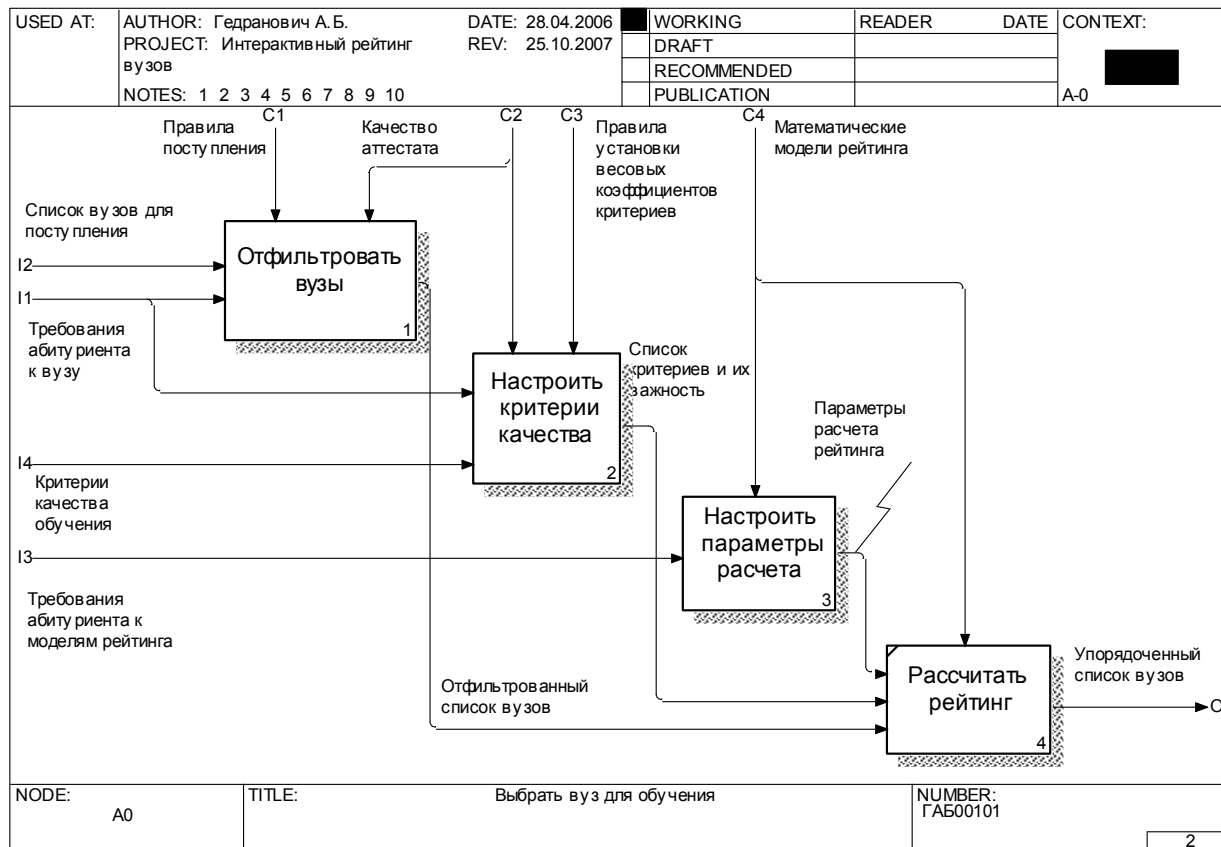 USED AT:
AUTHOR: Гедранович А.Б.
DATE: 28.04.2006
PROJECT: Интерактивный рейтинг
вузов
REV: 25.10.2007
NOTES: 1 2 3 4 5 6 7 8 9 10
WORKING
DRAFT
RECOMMENDED
PUBLICATION
READER
DATE
CONTEXT:
A-0
C1
C2
C3
C4
Правила
поступления
Качество
аттестата
Правила
установки
весовых
коэффициентов
критериев
Математические
модели рейтинга
Список вузов для
поступления
I2
I1
Требования
абитуриента
к вузу
Отфильтровать
вузы
1
Список
критериев и их
важность
Настроить
критерии
качества
2
I4
Критерии
качества
обучения
Параметры
расчета
рейтинга
I3
Настроить
параметры
расчета
3
Требования
абитуриента к
моделям рейтинга
Отфильтрованный
список вузов
Рассчитать
рейтинг
4
Упорядоченный
список вузов
NODE:
A0
TITLE:
Выбрать вуз для обучения
NUMBER:
ГАБ00101
2